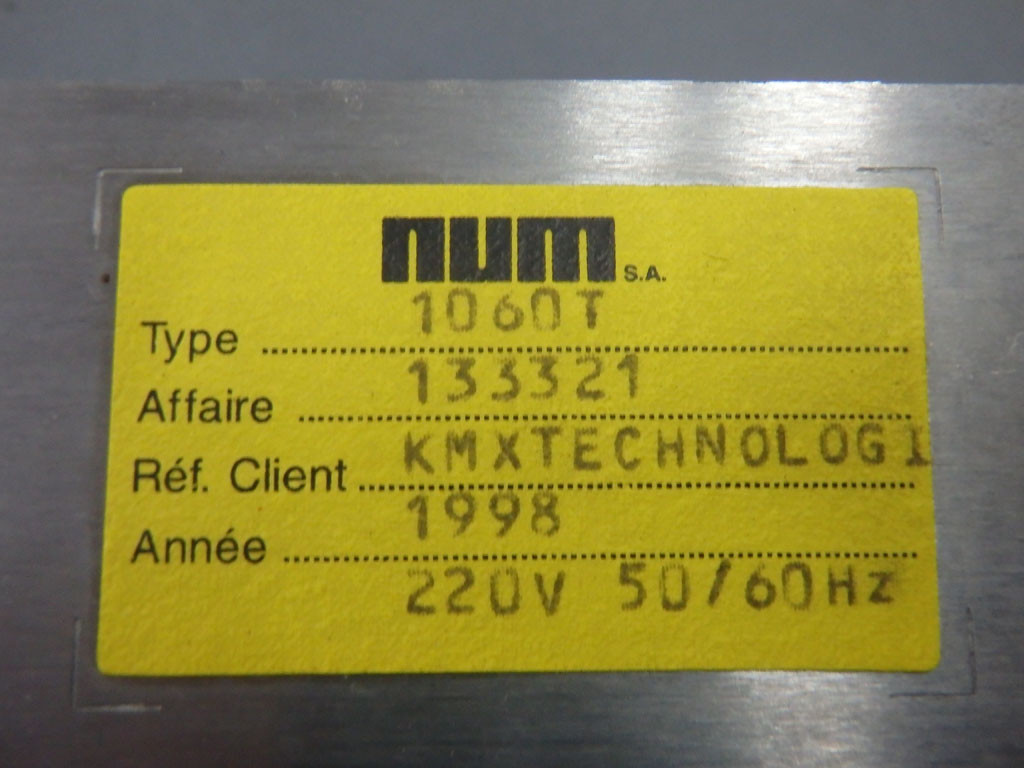 num S.A.
Type 1060T
Affaire 133321
Réf. Client KMXTECHNOLOGI
Année 1998
220V 50/60Hz